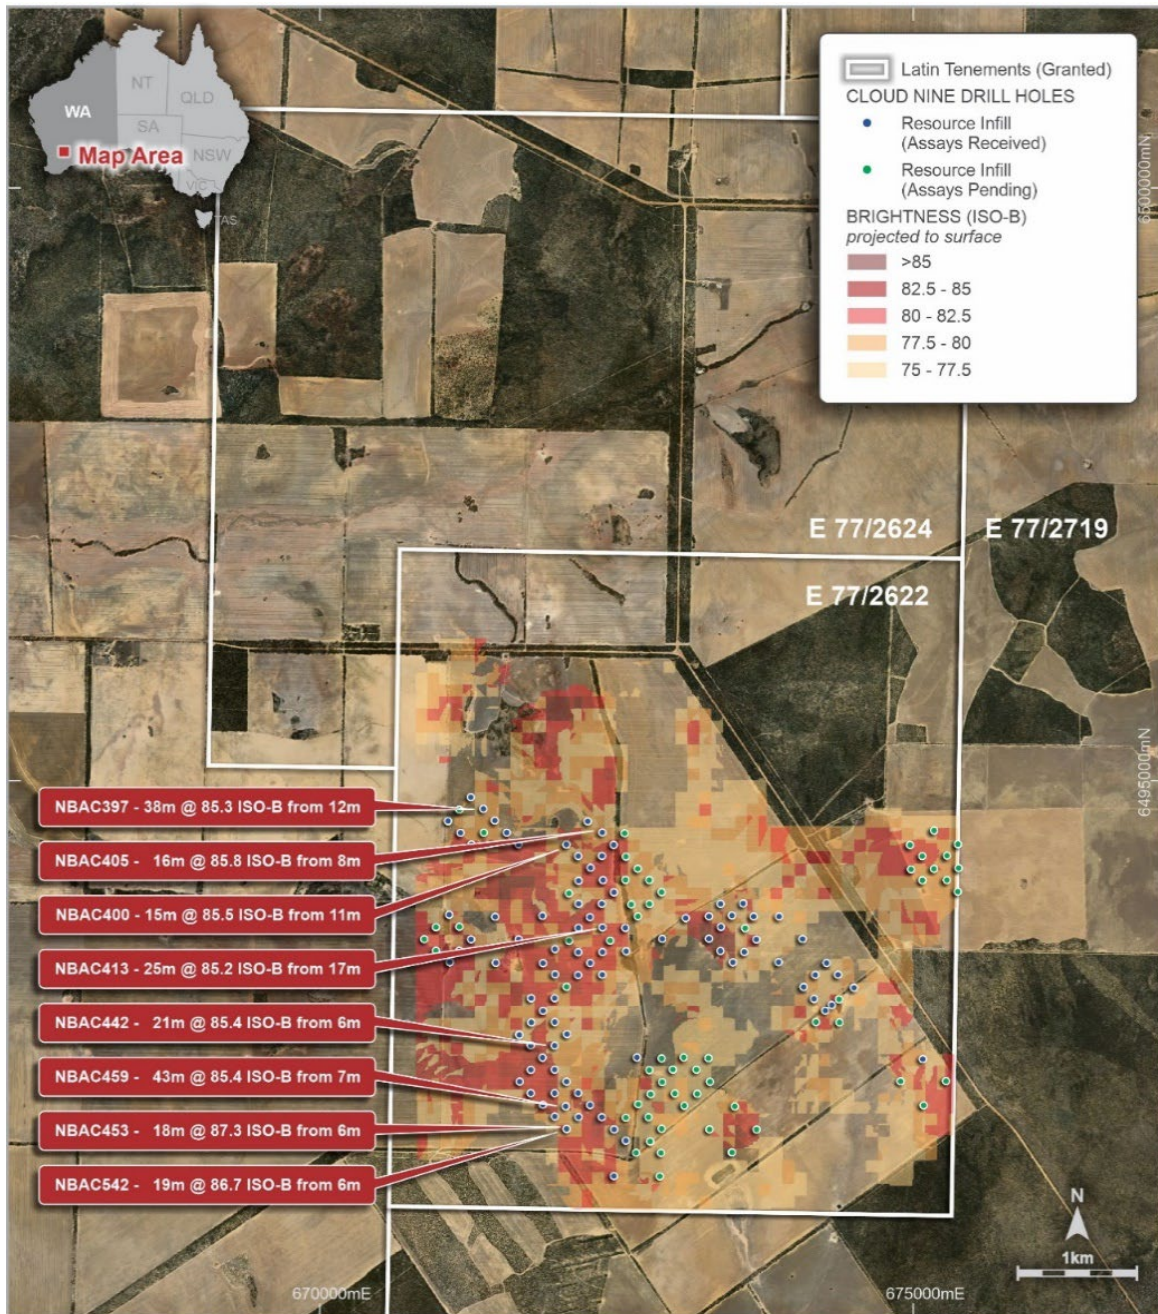 WA
NT
QLD
SA
NSW
VIC
TAS
Map Area
Latin Tenements (Granted)
CLOUD NINE DRILL HOLES
Resource Infill
(Assays Received)
Resource Infill
(Assays Pending)
BRIGHTNESS (ISO-B)
projected to surface
>85
82.5 - 85
80 - 82.5
77.5 - 80
75 - 77.5
6500000mN
E 77/2624
E 77/2719
E 77/2622
6495000mN
NBAC397 - 38m @ 85.3 ISO-B from 12m
NBAC405 - 16m @ 85.8 ISO-B from 8m
NBAC400 - 15m @ 85.5 ISO-B from 11m
NBAC413 - 25m @ 85.2 ISO-B from 17m
NBAC442 - 21m @ 85.4 ISO-B from 6m
NBAC459 - 43m @ 85.4 ISO-B from 7m
NBAC453 - 18m @ 87.3 ISO-B from 6m
NBAC542 - 19m @ 86.7 ISO-B from 6m
N
1km
670000mE
675000mE